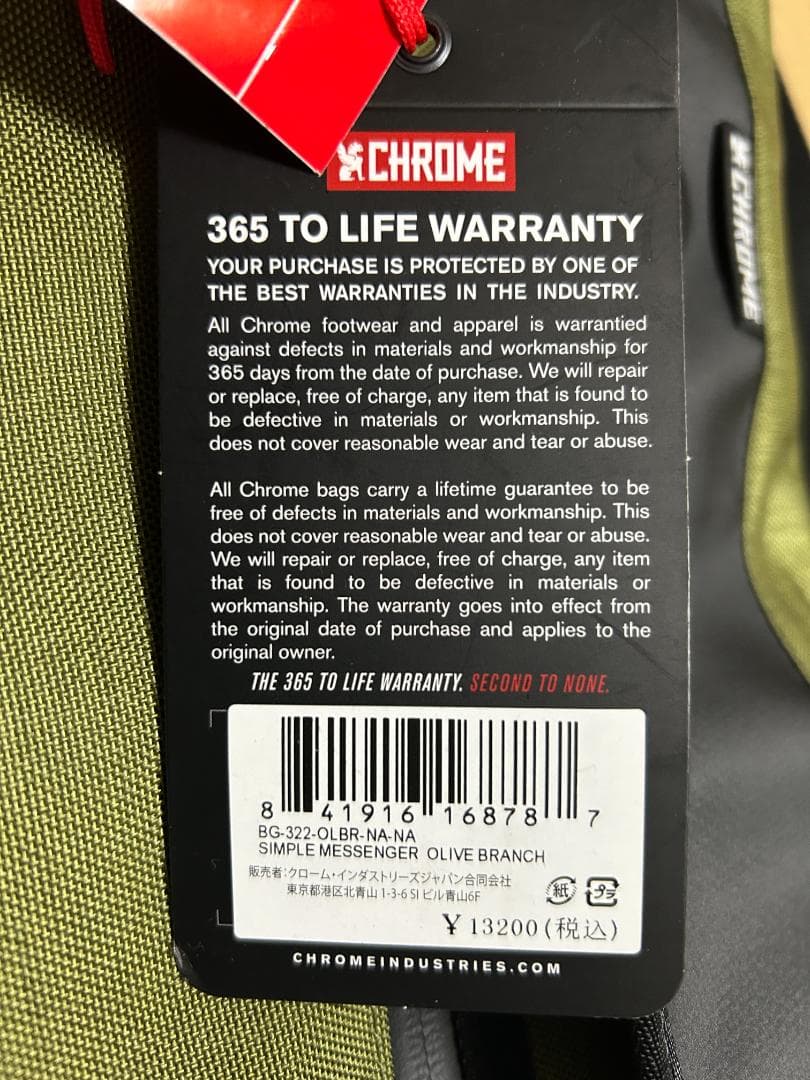 CHROME
365 TO LIFE WARRANTY
YOUR PURCHASE IS PROTECTED BY ONE OF
THE BEST WARRANTIES IN THE INDUSTRY.
All Chrome footwear and apparel is warrantied
against defects in materials and workmanship for
365 days from the date of purchase. We will repair
or replace, free of charge, any item that is found to
be defective in materials or workmanship. This
does not cover reasonable wear and tear or abuse.
All Chrome bags carry a lifetime guarantee to be
free of defects in materials and workmanship. This
does not cover reasonable wear and tear or abuse.
We will repair or replace, free of charge, any item
that is found to be defective in materials or
workmanship. The warranty goes into effect from
the original date of purchase and applies to the
original owner.
THE 365 TO LIFE WARRANTY. SECOND TO NONE.
8 41916 16878 7
BG-322-OLBR-NA-NA
SIMPLE MESSENGER OLIVE BRANCH
販売者:クローム・インダストリーズジャパン合同会社
東京都港区北青山 1-3-6 SI ビル青山6F
紙 プラ
¥ 13200(税込)
CHROMEINDUSTRIES.COM
CHROME